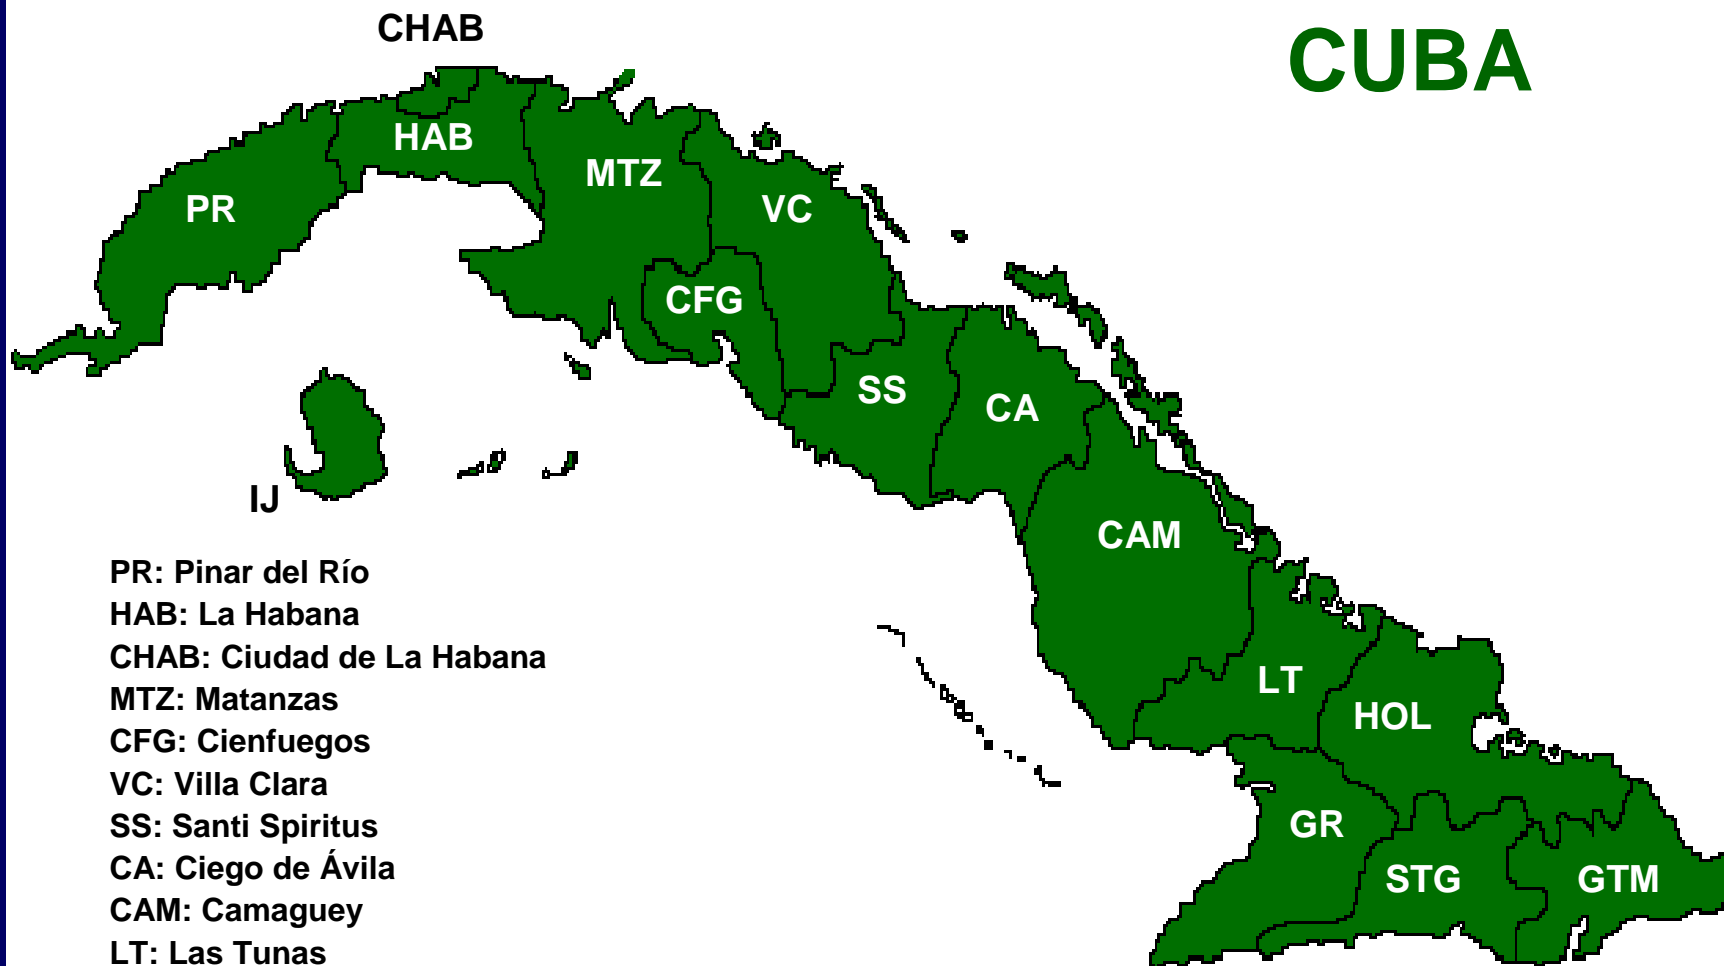 CHAB
CUBA
HAB
MTZ
PR
VC
CFG
SS
CA
IJ
CAM
LT
HOL
GR
STG
GTM
PR: Pinar del Río
HAB: La Habana
CHAB: Ciudad de La Habana
MTZ: Matanzas
CFG: Cienfuegos
VC: Villa Clara
SS: Santi Spiritus
CA: Ciego de Ávila
CAM: Camaguey
LT: Las Tunas